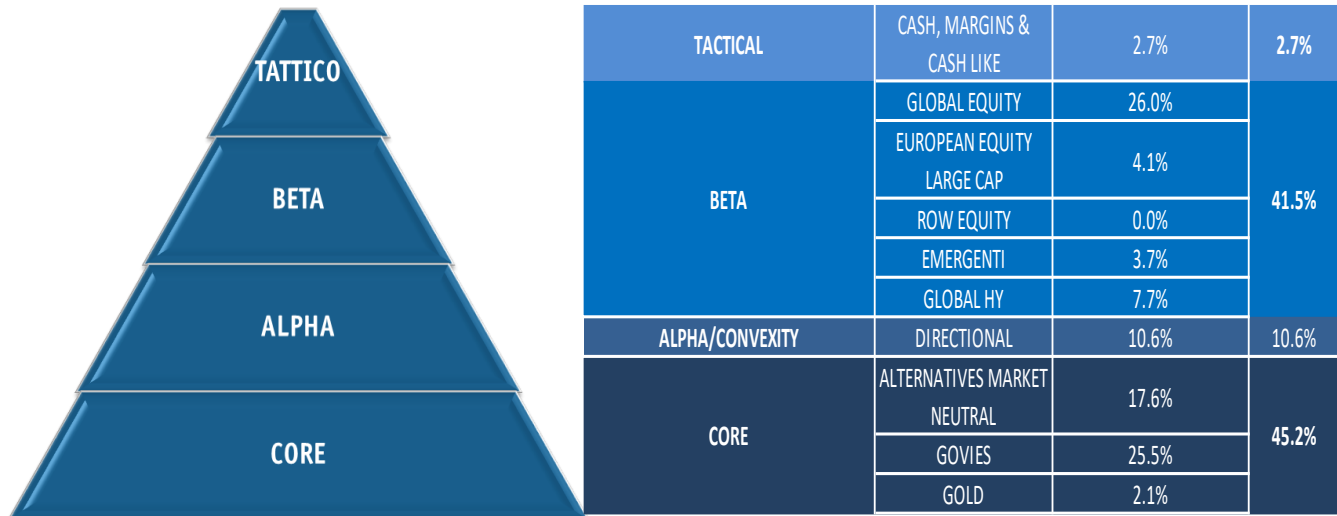 TATTICO
BETA
ALPHA
CORE
TACTICAL
CASH, MARGINS &
CASH LIKE
2.7%
2.7%
BETA
GLOBAL EQUITY
26.0%
EUROPEAN EQUITY
LARGE CAP
4.1%
ROW EQUITY
0.0%
EMERGENTI
3.7%
GLOBAL HY
7.7%
41.5%
ALPHA/CONVEXITY
DIRECTIONAL
10.6%
10.6%
CORE
ALTERNATIVES MARKET
NEUTRAL
17.6%
GOVIES
25.5%
GOLD
2.1%
45.2%